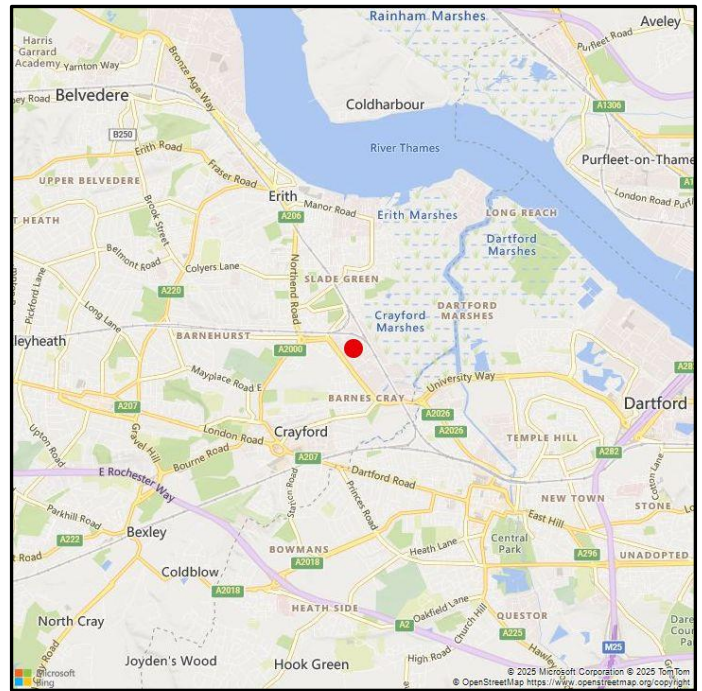 Rainham Marshes
Aveley
Harris
Garrard
Academy
Yarnton Way
Bronze Age Way
Purfleet Road
Belvedere
Coldharbour
A1306
B250
River Thames
Erith Road
Purfleet-on-Thame
Fraser Road
UPPER BELVEDERE
Erith
London Road Purf
Manor Road
A206
Erith Marshes
LONG REACH
T HEATH
Brook Street
Dartford
Marshes
Belmont Road
Colyers Lane
Northend Road
SLADE GREEN
Pickford Lane
A220
Long Lane
Crayford
Marshes
DARTFORD
MARSHES
leyheath
BARNEHURST
A2000
Mayplace Road E
University Way
BARNES CRAY
A207
Dartford
A2026
A2026
London Road
Crayford
TEMPLE HILL
Upton Road
Gravel Hill
Bourne Road
A207
A282
E Rochester Way
Station Road
Dartford Road
Cotton Lane
Princes Road
NEW TOWN
STONE
Parkhill Road
East Hill
A222
Bexley
Central
Park
Heath Lane
A296
UNADOPTED
BOWMANS
A2018
Coldblow
A2018
HEATH SIDE
Oakfield Lane
Church Hill
QUESTOR
North Cray
A2
A225
M25
Joyden's Wood
Hook Green
High Road
Microsoft
Bing
© 2025 Microsoft Corporation © 2025 TomTom
© OpenStreetMap https://www.openstreetmap.org/copyright